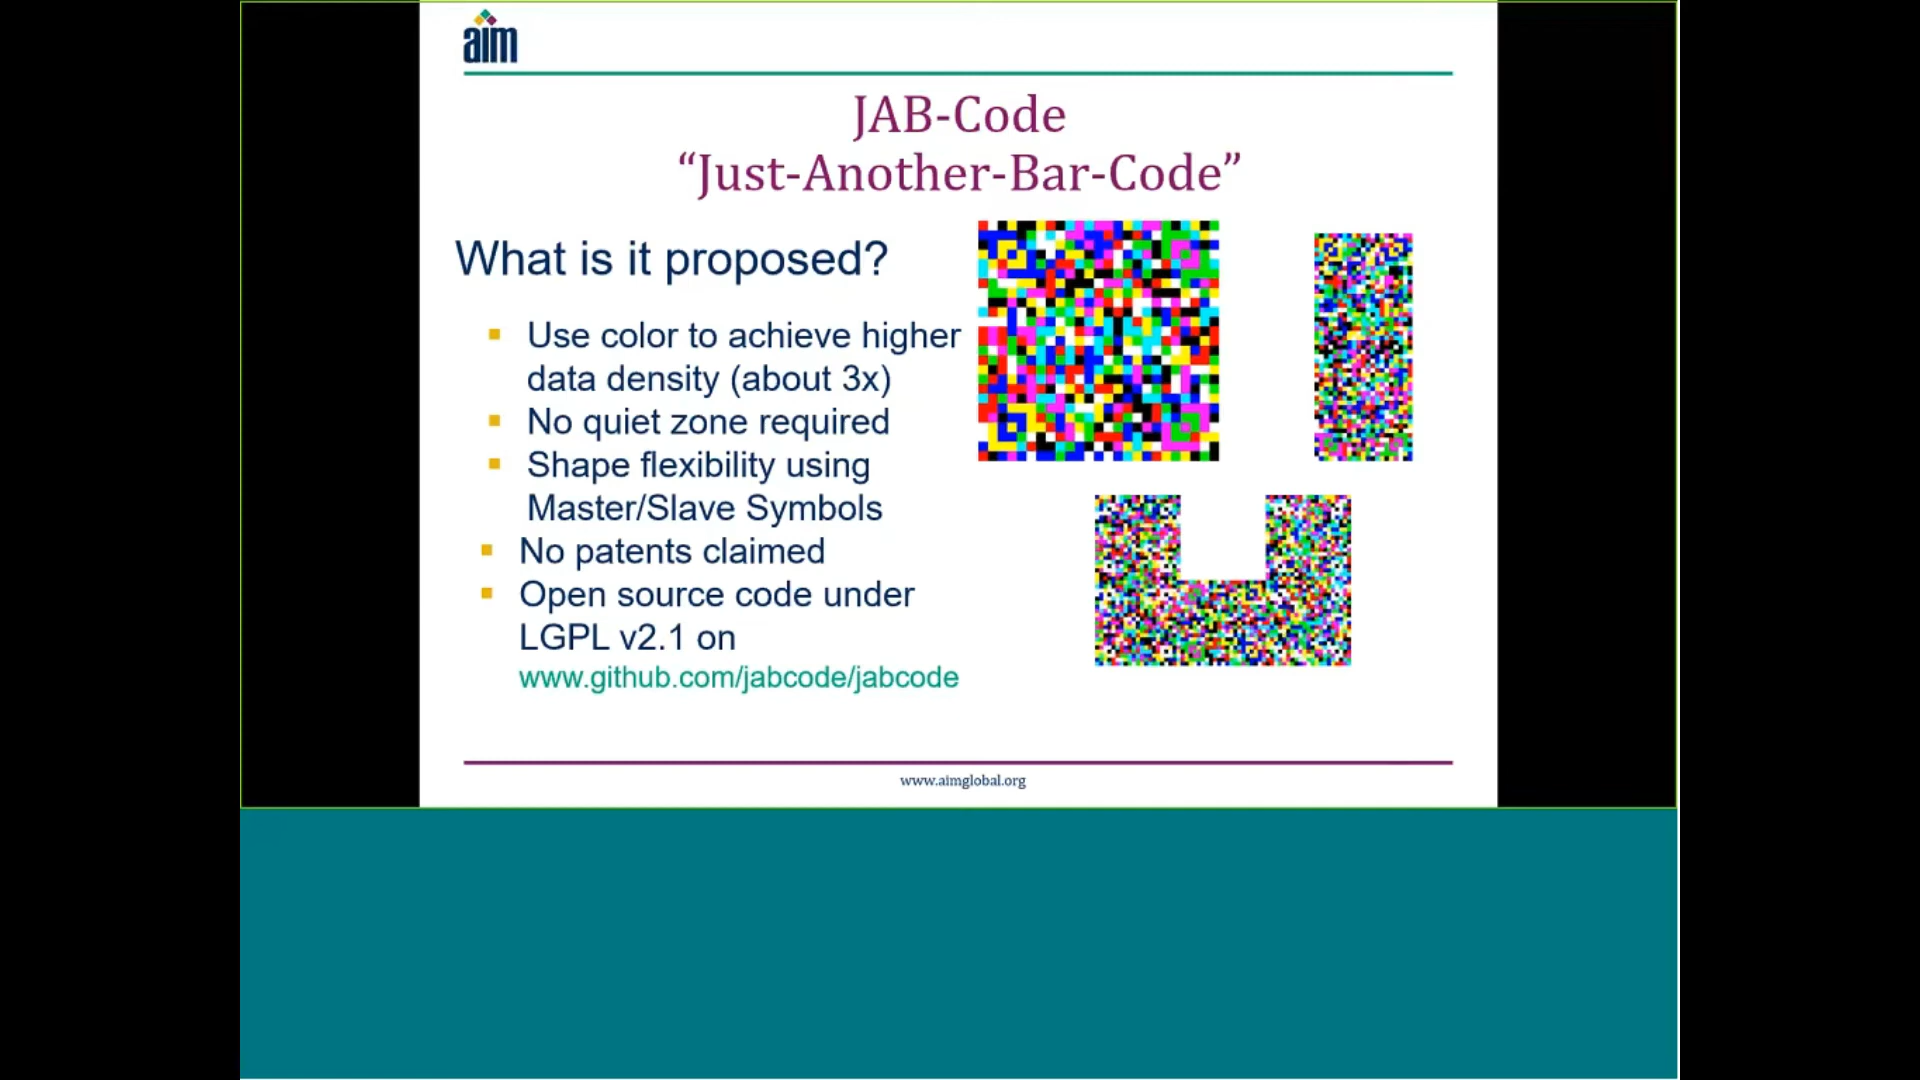 aim
JAB-Code
“Just-Another-Bar-Code”
What is it proposed?
Use color to achieve higher
data density (about 3x)
No quiet zone required
Shape flexibility using
Master/Slave Symbols
No patents claimed
Open source code under
LGPL v2.1 on
www.github.com/jabcode/jabcode
www.aimglobal.org